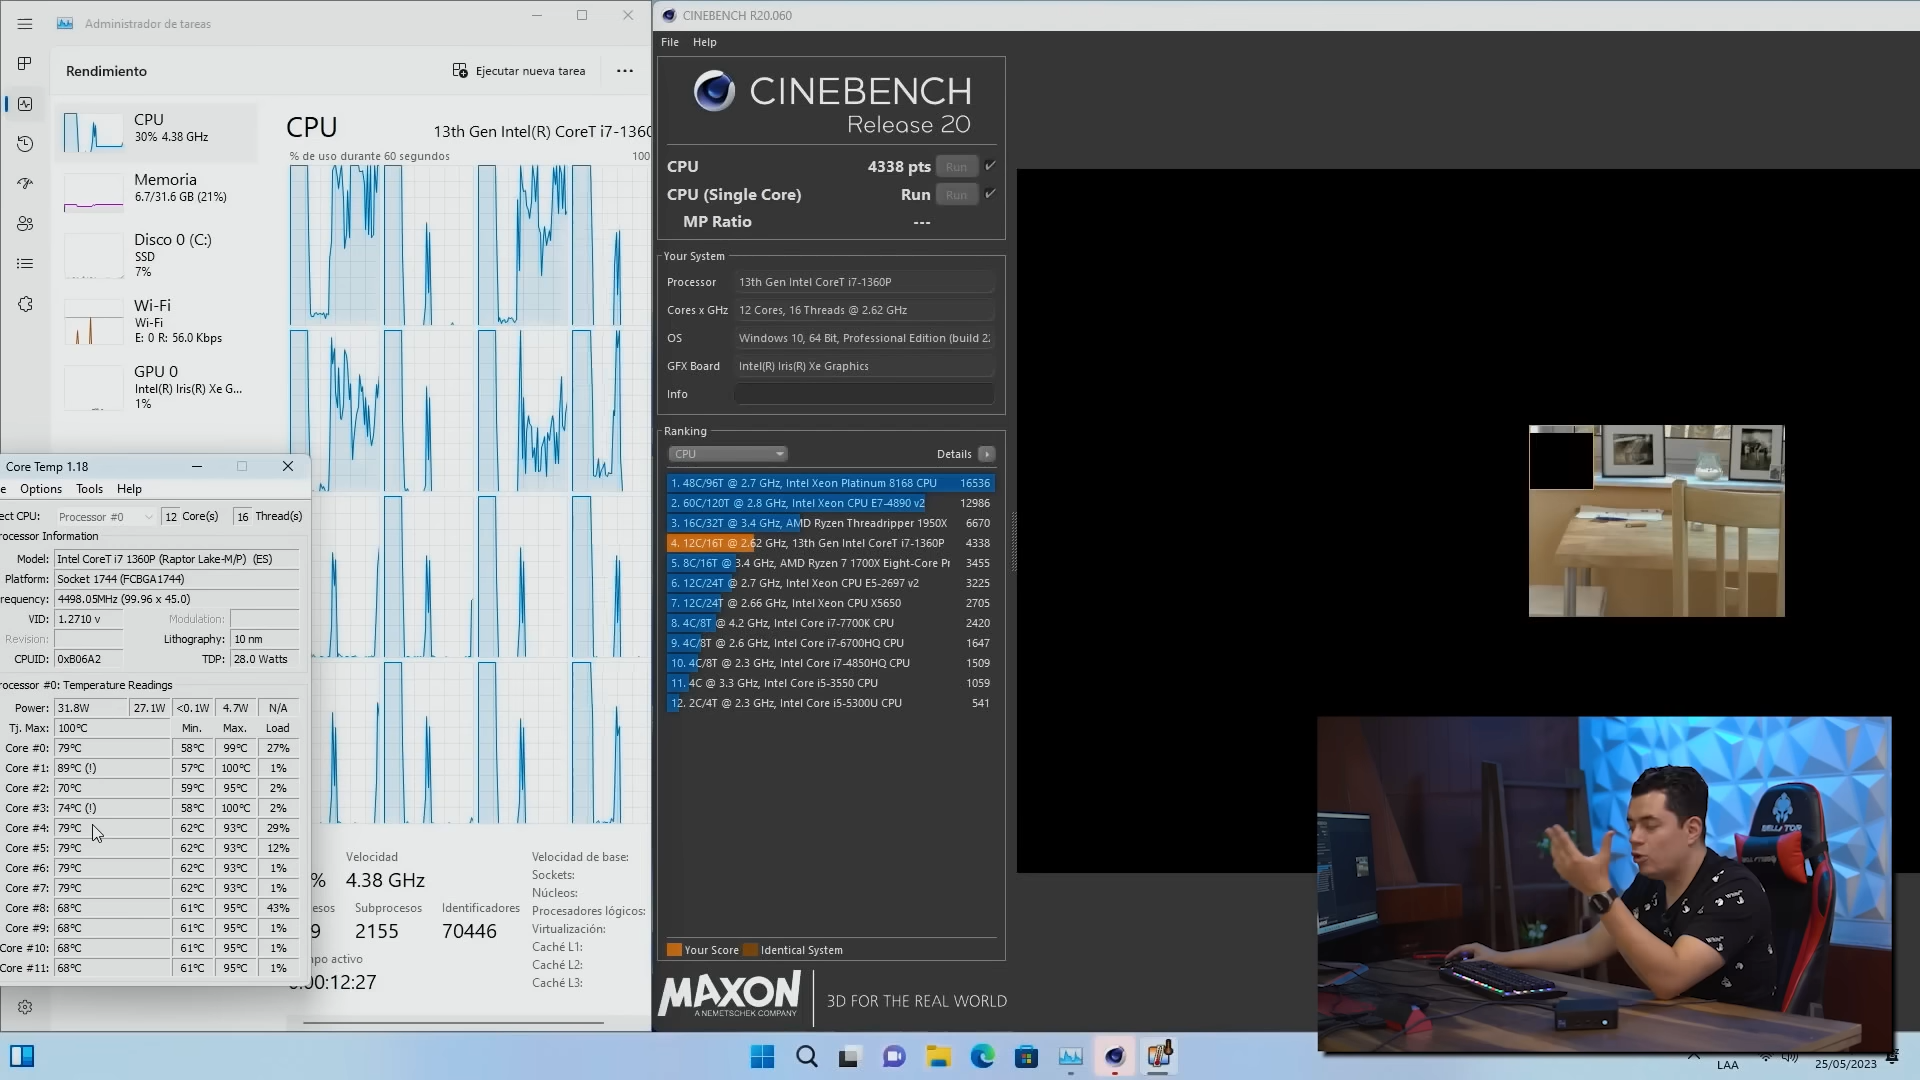 Administrador de tareas
Rendimiento
Ejecutar nueva tarea
CPU
30% 4.38 GHz
Memoria
6.7/31.6 GB (21%)
Disco 0 (C:)
SSD
7%
Wi-Fi
Wi-Fi
E: 0 R: 56.0 Kbps
GPU 0
Intel(R) Iris(R) Xe G...
1%
CPU
13th Gen Intel(R) CoreT i7-1360
% de uso durante 60 segundos
100
%
Velocidad
4.38 GHz
esos
Subprocesos
Identificadores
9
2155
70446
mpo activo
0:00:12:27
Velocidad de base:
Sockets:
Núcleos:
Procesadores lógicos:
Virtualización:
Caché L1:
Caché L2:
Caché L3:
Core Temp 1.18
e Options Tools Help
ect CPU: Processor #0 12 Core(s) 16 Thread(s)
rocessor Information
Model: Intel CoreT i7 1360P (Raptor Lake-M/P) (ES)
Platform: Socket 1744 (FCBGA1744)
requency: 4498.05MHz (99.96 x 45.0)
VID: 1.2710 v Modulation:
Revision: Lithography: 10 nm
CPUID: 0xB06A2 TDP: 28.0 Watts
rocessor #0: Temperature Readings
Power: 31.8W 27.1W <0.1W 4.7W N/A
Tj. Max: 100°C Min. Max. Load
Core #0: 79°C 58°C 99°C 27%
Core #1: 89°C (!) 57°C 100°C 1%
Core #2: 70°C 59°C 95°C 2%
Core #3: 74°C (!) 58°C 100°C 2%
Core #4: 79°C 62°C 93°C 29%
Core #5: 79°C 62°C 93°C 12%
Core #6: 79°C 62°C 93°C 1%
Core #7: 79°C 62°C 93°C 1%
Core #8: 68°C 61°C 95°C 43%
Core #9: 68°C 61°C 95°C 1%
Core #10: 68°C 61°C 95°C 1%
Core #11: 68°C 61°C 95°C 1%
CINEBENCH R20.060
File Help
CINEBENCH
Release 20
CPU 4338 pts Run
CPU (Single Core) Run Run
MP Ratio ---
Your System
Processor 13th Gen Intel CoreT i7-1360P
Cores x GHz 12 Cores, 16 Threads @ 2.62 GHz
OS Windows 10, 64 Bit, Professional Edition (build 22
GFX Board Intel(R) Iris(R) Xe Graphics
Info
Ranking
CPU Details
1. 48C/96T @ 2.7 GHz, Intel Xeon Platinum 8168 CPU 16536
2. 60C/120T @ 2.8 GHz, Intel Xeon CPU E7-4890 v2 12986
3. 16C/32T @ 3.4 GHz, AMD Ryzen Threadripper 1950X 6670
4. 12C/16T @ 2.62 GHz, 13th Gen Intel CoreT i7-1360P 4338
5. 8C/16T @ 3.4 GHz, AMD Ryzen 7 1700X Eight-Core Pr 3455
6. 12C/24T @ 2.7 GHz, Intel Xeon CPU E5-2697 v2 3225
7. 12C/24T @ 2.66 GHz, Intel Xeon CPU X5650 2705
8. 4C/8T @ 4.2 GHz, Intel Core i7-7700K CPU 2420
9. 4C/8T @ 2.6 GHz, Intel Core i7-6700HQ CPU 1647
10. 4C/8T @ 2.3 GHz, Intel Core i7-4850HQ CPU 1509
11. 4C @ 3.3 GHz, Intel Core i5-3550 CPU 1059
12. 2C/4T @ 2.3 GHz, Intel Core i5-5300U CPU 541
Your Score Identical System
MAXON
A NEMETSCHEK COMPANY
3D FOR THE REAL WORLD
BELLATOR
LAA
25/05/2023